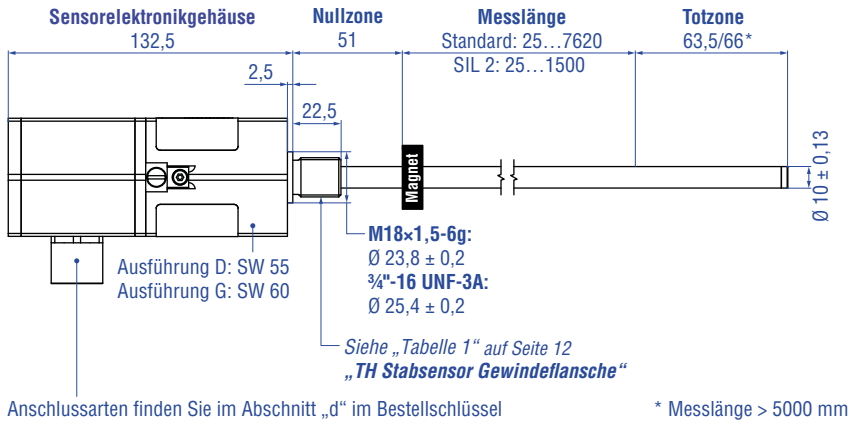 Sensorelektronikgehäuse
132,5
Nullzone
51
Messlänge
Standard: 25…7620
SIL 2: 25…1500
Totzone
63,5/66*
2,5
22,5
Magnet
Ø 10 ± 0,13
M18×1,5-6g:
Ø 23,8 ± 0,2
¾"-16 UNF-3A:
Ø 25,4 ± 0,2
Ausführung D: SW 55
Ausführung G: SW 60
Siehe „Tabelle 1“ auf Seite 12
„TH Stabsensor Gewindeflansche“
Anschlussarten finden Sie im Abschnitt „d“ im Bestellschlüssel
* Messlänge > 5000 mm